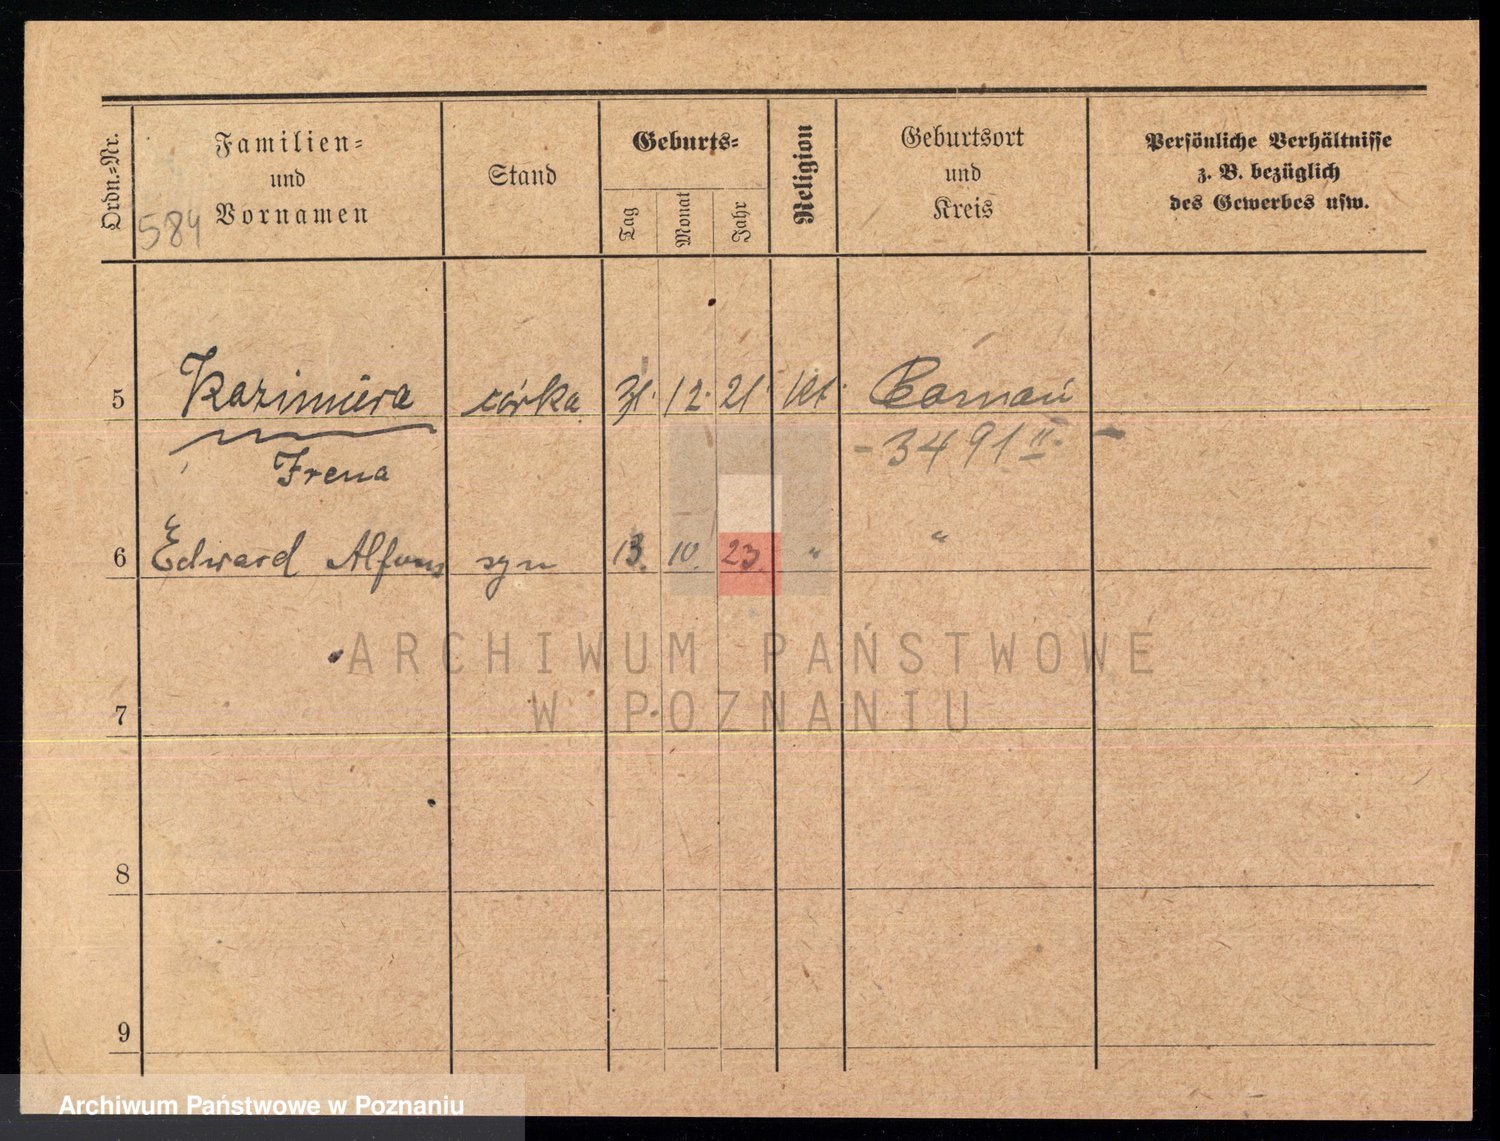 Ordn.-Nr.
Familien-
und
Vornamen
584
Stand
Geburts-
Tag
Monat
Jahr
Religion
Geburtsort
und
Kreis
Persönliche Verhältnisse
z. B. bezüglich
des Gewerbes usw.
5 Kazimiera córka 31. 12. 21. kat. Poznań
Irena
- 3491 II. -
6 Edward Alfons syn 13. 10. 23. " "
7
8
9
ARCHIWUM PAŃSTWOWE
W POZNANIU
Archiwum Państwowe w Poznaniu